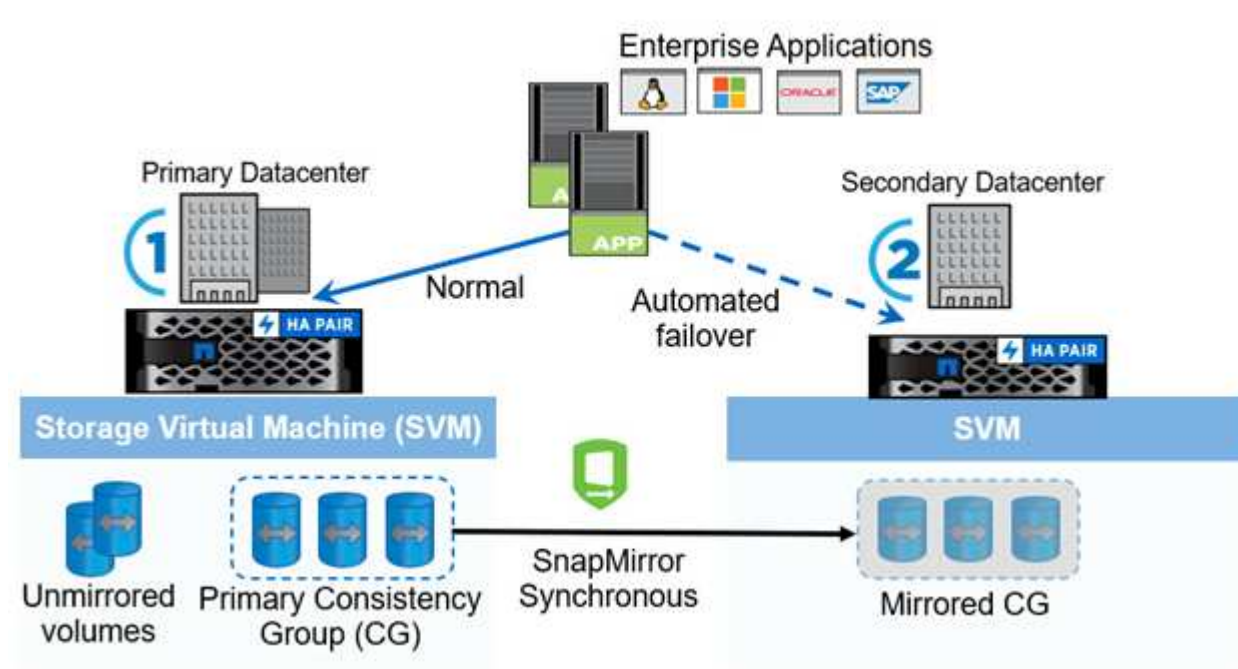 Enterprise Applications
ORACLE
SAP
Primary Datacenter
Secondary Datacenter
A
APP
1
2
Normal
Automated
failover
HA PAIR
HA PAIR
Storage Virtual Machine (SVM)
SVM
SnapMirror
Synchronous
Unmirrored
volumes
Primary Consistency
Group (CG)
Mirrored CG